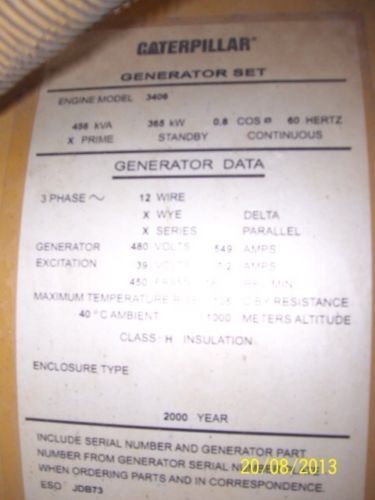 CATERPILLAR
GENERATOR SET
ENGINE MODEL 3406
456 kVA 365 kW 0,8 COS Ø 60 HERTZ
X PRIME STANDBY CONTINUOUS
GENERATOR DATA
3 PHASE ~ 12 WIRE
X WYE DELTA
X SERIES PARALLEL
GENERATOR 480 VOLTS 549 AMPS
EXCITATION 39 VOLTS AMPS
450
MAXIMUM TEMPERATURE RISE RESISTANCE
40 °C AMBIENT 1000 METERS ALTITUDE
CLASS H INSULATION
ENCLOSURE TYPE
2000 YEAR
INCLUDE SERIAL NUMBER AND GENERATOR PART
NUMBER FROM GENERATOR SERIAL
WHEN ORDERING PARTS AND IN CORRESPONDENCE.
ESO JDB73
20/08/2013